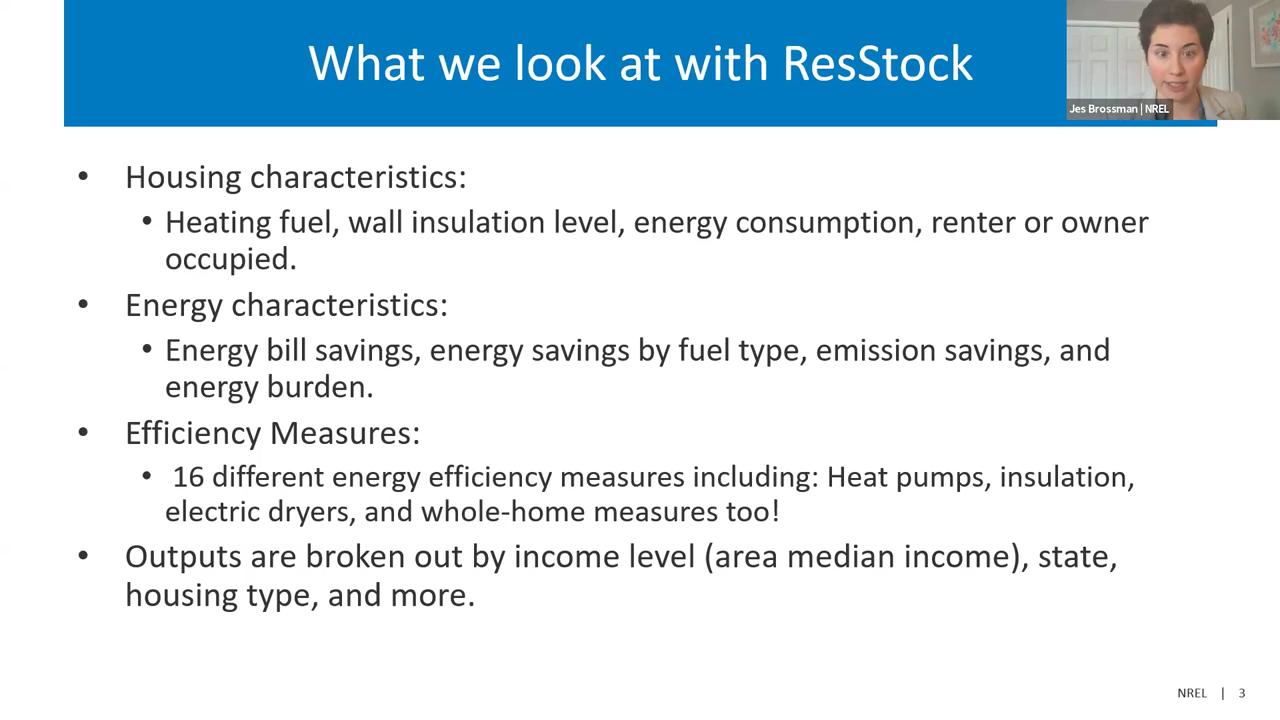 What we look at with ResStock
Jes Brossman | NREL
• Housing characteristics:
• Heating fuel, wall insulation level, energy consumption, renter or owner
occupied.
• Energy characteristics:
• Energy bill savings, energy savings by fuel type, emission savings, and
energy burden.
• Efficiency Measures:
• 16 different energy efficiency measures including: Heat pumps, insulation,
electric dryers, and whole-home measures too!
• Outputs are broken out by income level (area median income), state,
housing type, and more.
NREL | 3